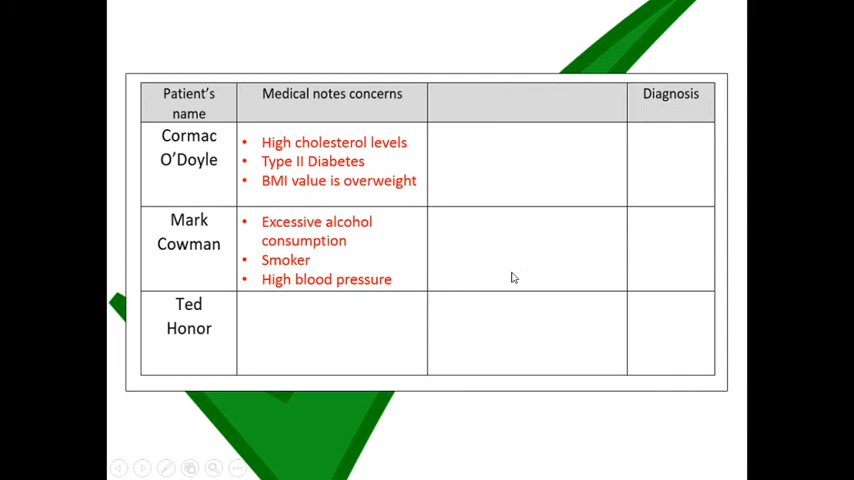 Patient's
name
Medical notes concerns
Diagnosis
Cormac
O'Doyle
• High cholesterol levels
• Type II Diabetes
• BMI value is overweight
Mark
Cowman
• Excessive alcohol
consumption
• Smoker
• High blood pressure
Ted
Honor